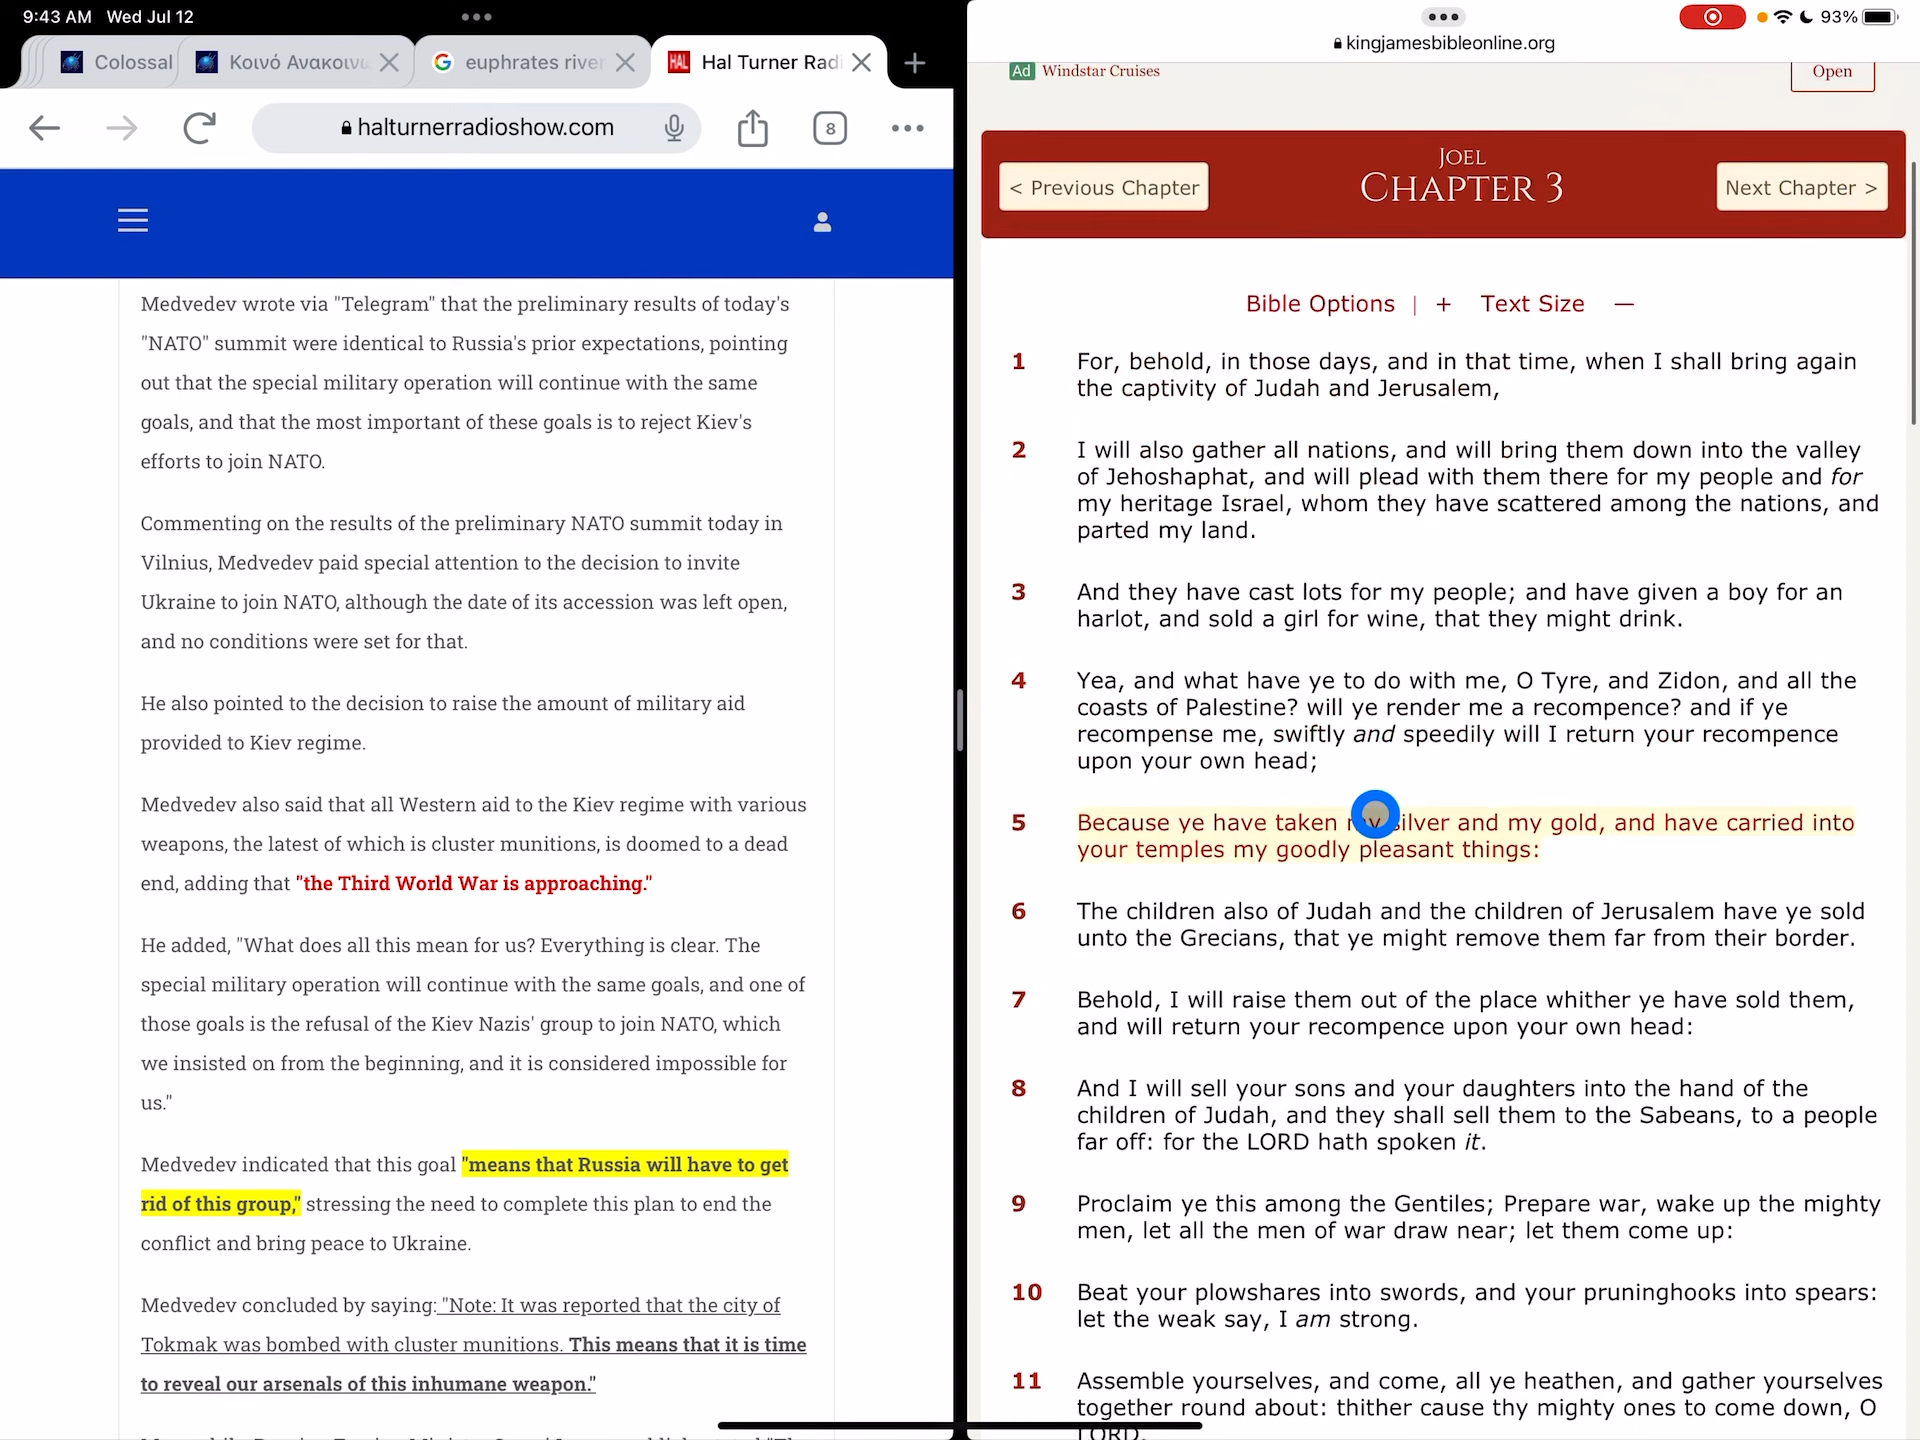 9:43 AM Wed Jul 12
Colossal
Κοινό Ανακοινω
euphrates river
HAL Hal Turner Radi
halturnerradioshow.com
8
Medvedev wrote via "Telegram" that the preliminary results of today's
"NATO" summit were identical to Russia's prior expectations, pointing
out that the special military operation will continue with the same
goals, and that the most important of these goals is to reject Kiev's
efforts to join NATO.
Commenting on the results of the preliminary NATO summit today in
Vilnius, Medvedev paid special attention to the decision to invite
Ukraine to join NATO, although the date of its accession was left open,
and no conditions were set for that.
He also pointed to the decision to raise the amount of military aid
provided to Kiev regime.
Medvedev also said that all Western aid to the Kiev regime with various
weapons, the latest of which is cluster munitions, is doomed to a dead
end, adding that "the Third World War is approaching."
He added, "What does all this mean for us? Everything is clear. The
special military operation will continue with the same goals, and one of
those goals is the refusal of the Kiev Nazis' group to join NATO, which
we insisted on from the beginning, and it is considered impossible for
us."
Medvedev indicated that this goal "means that Russia will have to get
rid of this group," stressing the need to complete this plan to end the
conflict and bring peace to Ukraine.
Medvedev concluded by saying: "Note: It was reported that the city of
Tokmak was bombed with cluster munitions. This means that it is time
to reveal our arsenals of this inhumane weapon."
93%
kingjamesbibleonline.org
Ad Windstar Cruises
Open
< Previous Chapter
JOEL
CHAPTER 3
Next Chapter >
Bible Options | + Text Size —
1 For, behold, in those days, and in that time, when I shall bring again
the captivity of Judah and Jerusalem,
2 I will also gather all nations, and will bring them down into the valley
of Jehoshaphat, and will plead with them there for my people and for
my heritage Israel, whom they have scattered among the nations, and
parted my land.
3 And they have cast lots for my people; and have given a boy for an
harlot, and sold a girl for wine, that they might drink.
4 Yea, and what have ye to do with me, O Tyre, and Zidon, and all the
coasts of Palestine? will ye render me a recompence? and if ye
recompense me, swiftly and speedily will I return your recompence
upon your own head;
5 Because ye have taken my silver and my gold, and have carried into
your temples my goodly pleasant things:
6 The children also of Judah and the children of Jerusalem have ye sold
unto the Grecians, that ye might remove them far from their border.
7 Behold, I will raise them out of the place whither ye have sold them,
and will return your recompence upon your own head:
8 And I will sell your sons and your daughters into the hand of the
children of Judah, and they shall sell them to the Sabeans, to a people
far off: for the LORD hath spoken it.
9 Proclaim ye this among the Gentiles; Prepare war, wake up the mighty
men, let all the men of war draw near; let them come up:
10 Beat your plowshares into swords, and your pruninghooks into spears:
let the weak say, I am strong.
11 Assemble yourselves, and come, all ye heathen, and gather yourselves
together round about: thither cause thy mighty ones to come down, O
LORD.